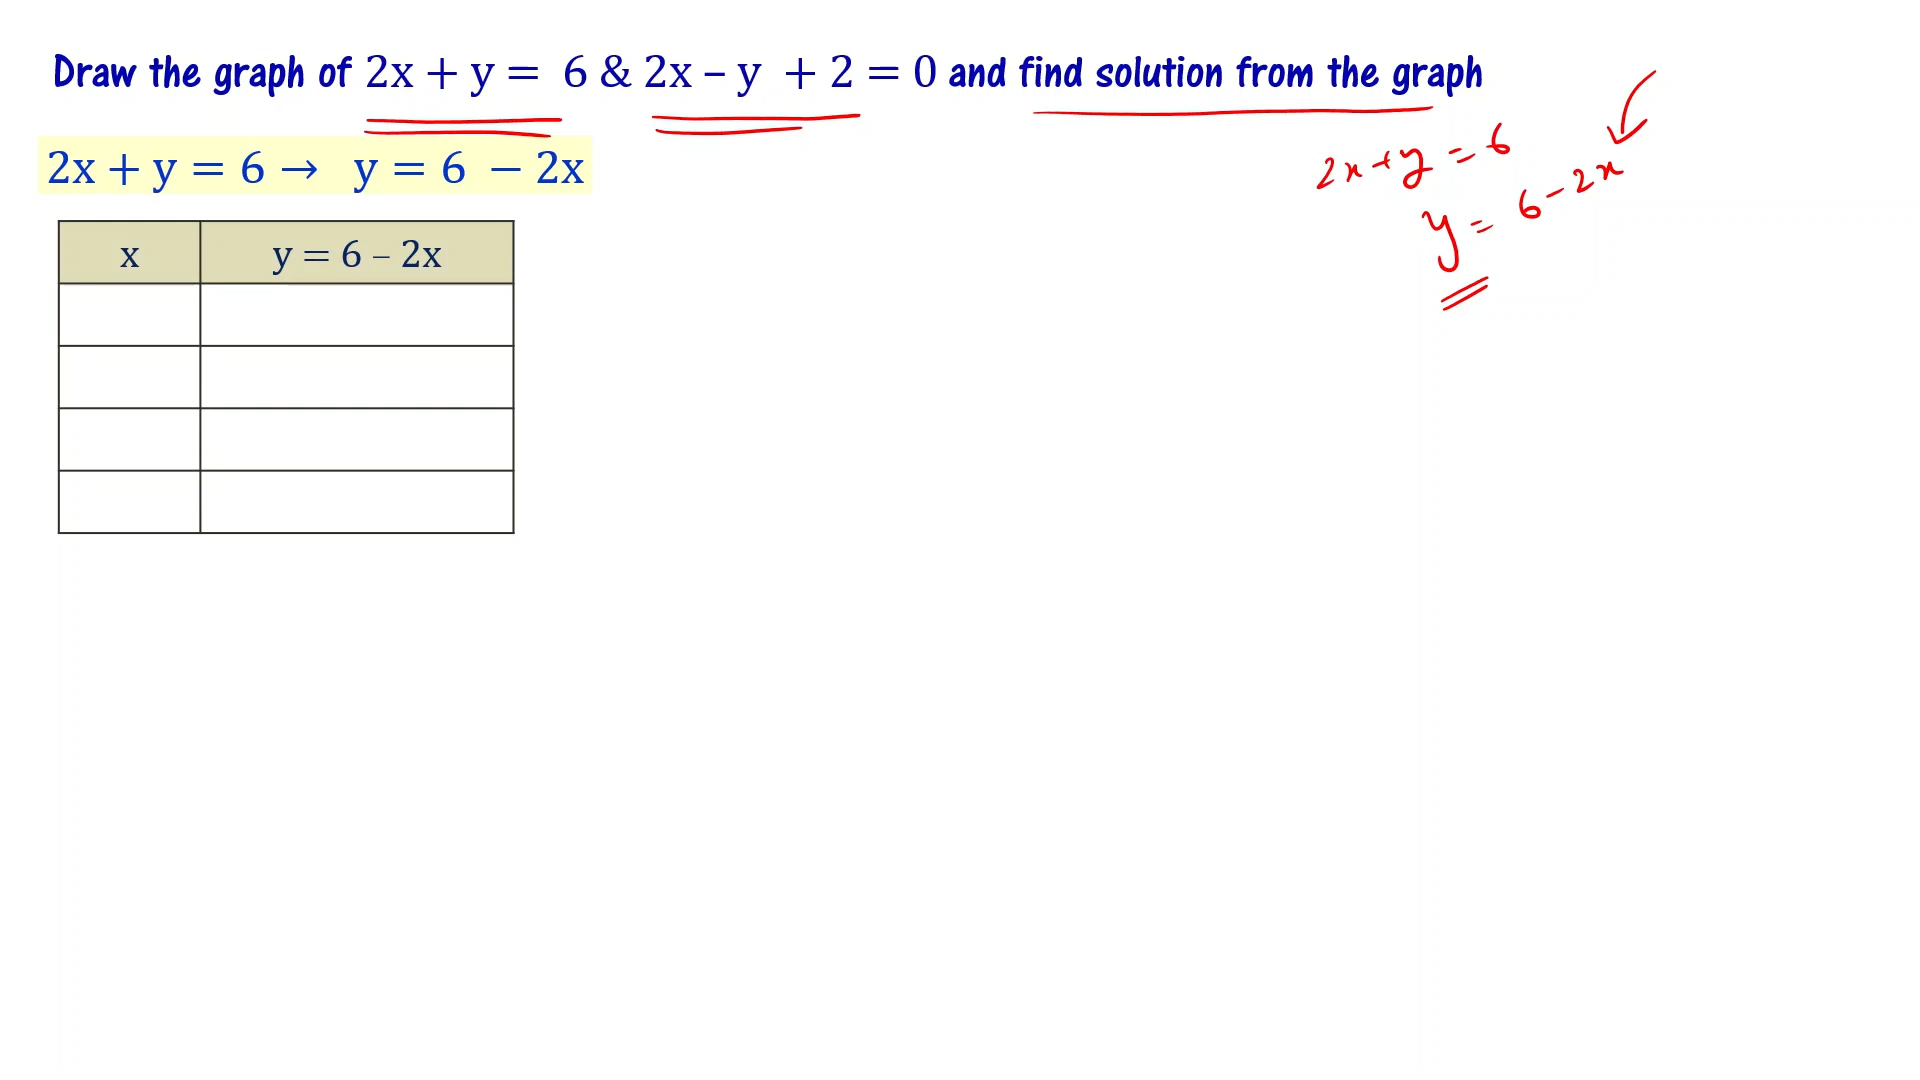 Draw the graph of 2x + y = 6 & 2x – y + 2 = 0 and find solution from the graph
2x + y = 6 → y = 6 − 2x
2x + y = 6
y = 6 − 2x
x y = 6 – 2x